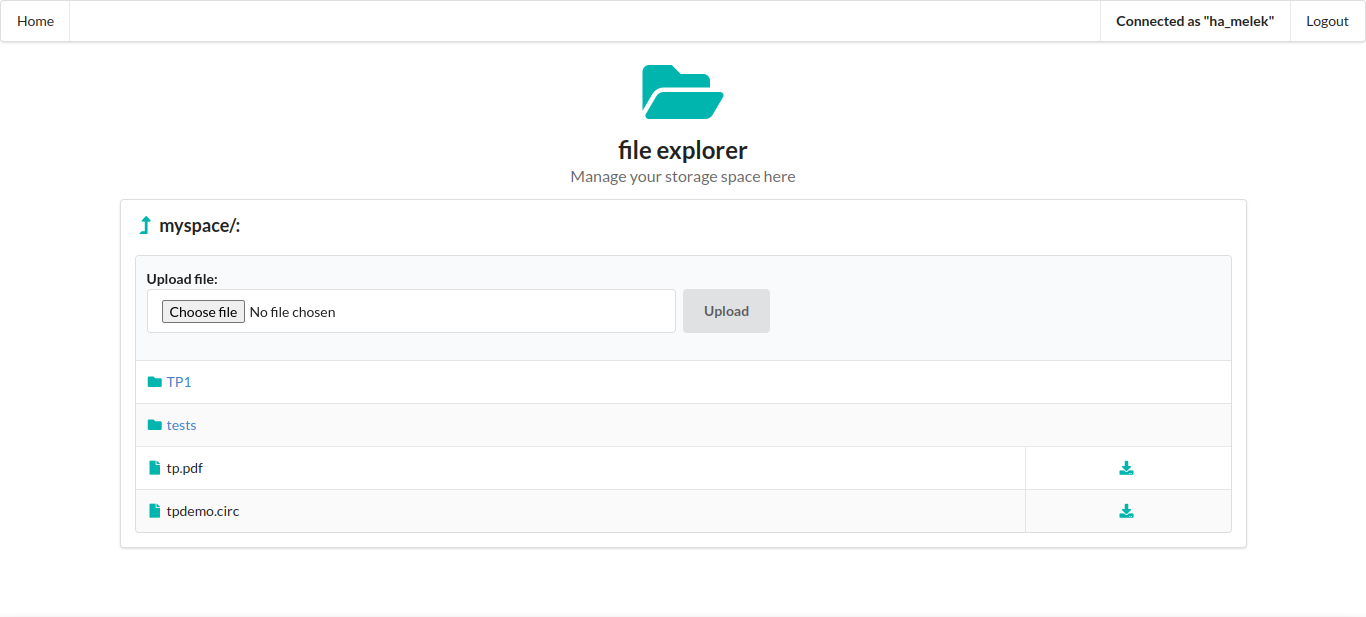 Home
Connected as "ha_melek"
Logout
file explorer
Manage your storage space here
myspace/:
Upload file:
Choose file No file chosen
Upload
TP1
tests
tp.pdf
tpdemo.circ